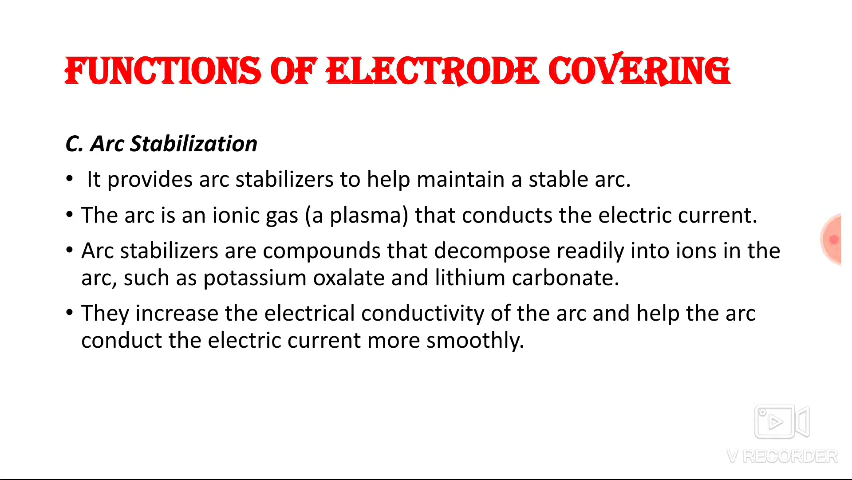 FUNCTIONS OF ELECTRODE COVERING
C. Arc Stabilization
• It provides arc stabilizers to help maintain a stable arc.
• The arc is an ionic gas (a plasma) that conducts the electric current.
• Arc stabilizers are compounds that decompose readily into ions in the
arc, such as potassium oxalate and lithium carbonate.
• They increase the electrical conductivity of the arc and help the arc
conduct the electric current more smoothly.
V RECORDER